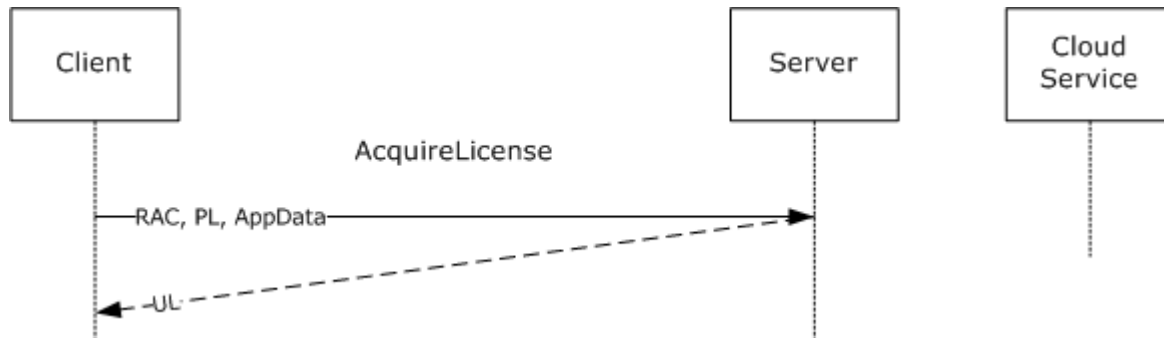 Client
Server
Cloud
Service
AcquireLicense
RAC, PL, AppData
UL